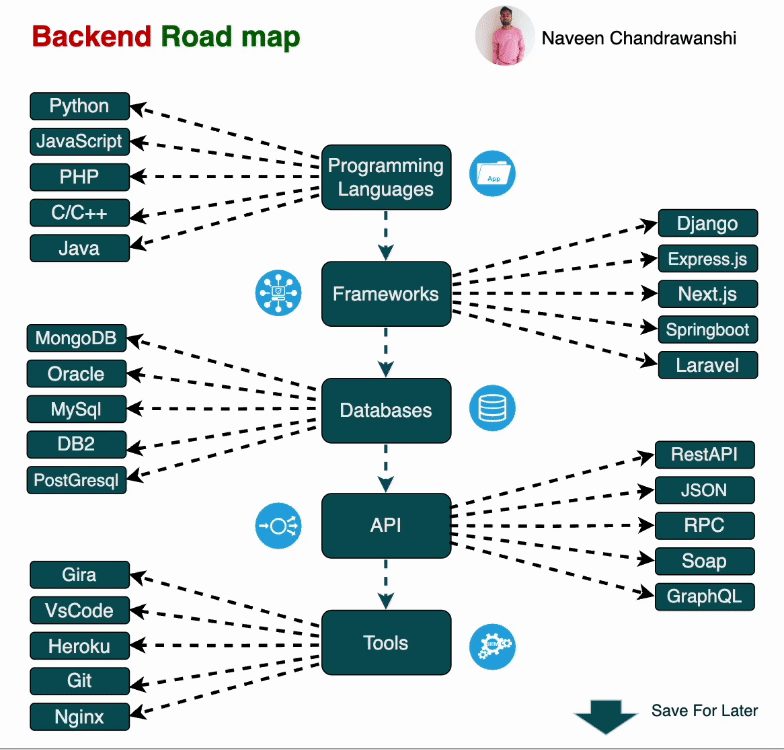 Backend Road map
Naveen Chandrawanshi
Python
JavaScript
PHP
C/C++
Java
Programming
Languages
App
Django
Express.js
Next.js
Springboot
Laravel
Frameworks
MongoDB
Oracle
MySql
DB2
PostGresql
Databases
RestAPI
JSON
RPC
Soap
GraphQL
API
Gira
VsCode
Heroku
Git
Nginx
Tools
Save For Later